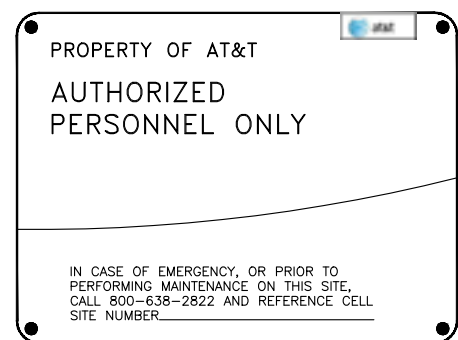 at&t
PROPERTY OF AT&T
AUTHORIZED
PERSONNEL ONLY
IN CASE OF EMERGENCY, OR PRIOR TO
PERFORMING MAINTENANCE ON THIS SITE,
CALL 800-638-2822 AND REFERENCE CELL
SITE NUMBER